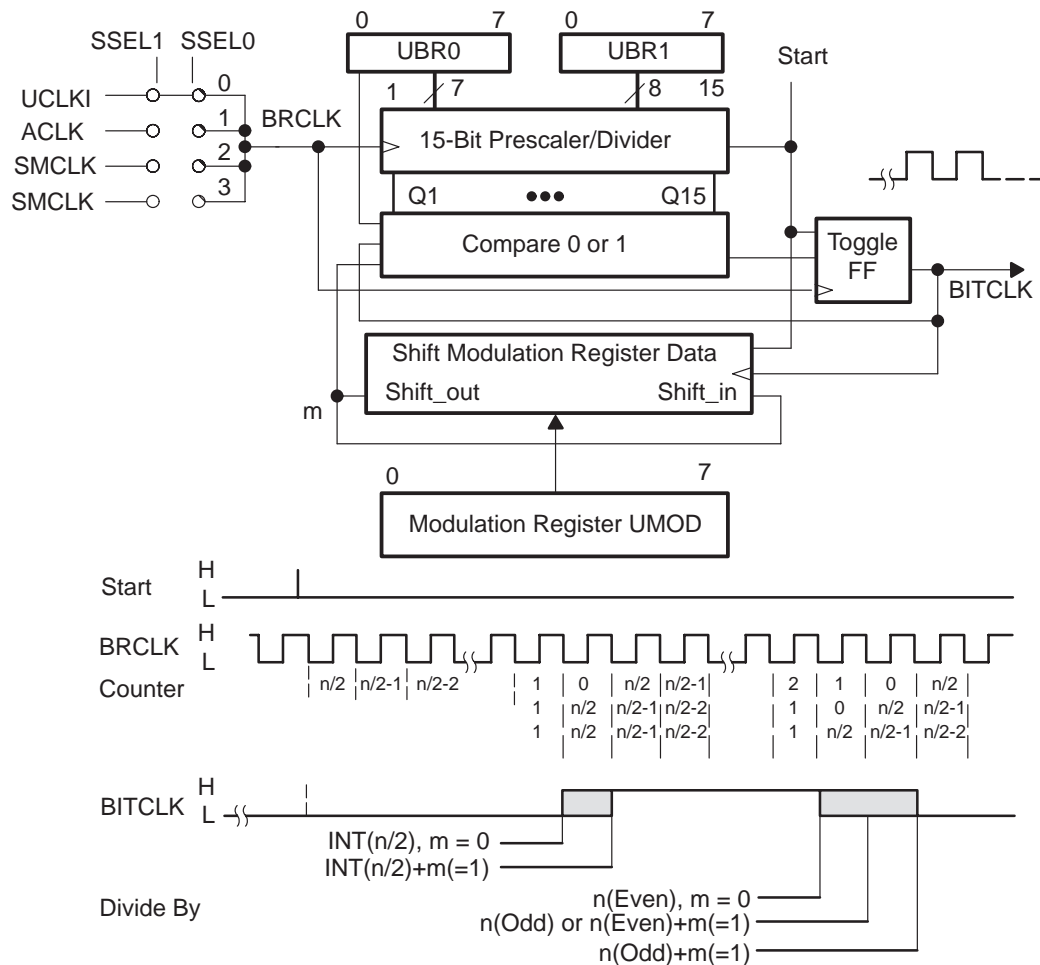 0 7 0 7
SSEL1 SSEL0 UBR0 UBR1 Start
UCLKI 0
1 7 8 15
ACLK 1 BRCLK 15-Bit Prescaler/Divider
SMCLK 2
SMCLK 3
Q1 ••• Q15
Compare 0 or 1
Toggle
FF
BITCLK
Shift Modulation Register Data
Shift_out Shift_in
m
0 7
Modulation Register UMOD
Start H
L
BRCLK H
L
Counter n/2 n/2-1 n/2-2 1 0 n/2 n/2-1 2 1 0 n/2
1 n/2 n/2-1 n/2-2 1 0 n/2 n/2-1
1 n/2 n/2-1 n/2-2 1 n/2 n/2-1 n/2-2
BITCLK H
L
INT(n/2), m = 0
INT(n/2)+m(=1)
Divide By
n(Even), m = 0
n(Odd) or n(Even)+m(=1)
n(Odd)+m(=1)